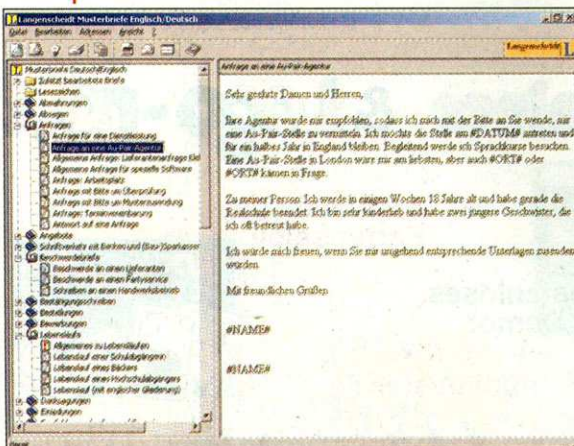 Langenscheidt Musterbriefe Englisch/Deutsch
Datei Bearbeiten Adressen Ansicht ?
Langenscheidt L
Musterbriefe Deutsch/Englisch
Zuletzt bearbeitete Briefe
Lesezeichen
Abmahnungen
Absagen
Anfragen
Anfrage für eine Dienstleistung
Anfrage an eine Au-Pair-Agentur
Allgemeine Anfrage: Lieferantenanfrage
Allgemeine Anfrage für spezielle Software
Anfrage: Arbeitsplatz
Anfrage mit Bitte um Überprüfung
Anfrage mit Bitte um Mustersendung
Anfrage: Terminvereinbarung
Antwort auf eine Anfrage
Angebote
Schriftverkehr mit Banken und (Bau-)Sparkassen
Beschwerdebriefe
Beschwerde an einen Lieferanten
Beschwerde an einen Partyservice
Schreiben an einen Handwerksbetrieb
Bestätigungsschreiben
Bestellungen
Bewerbungen
Lebensläufe
Allgemeines zu Lebensläufen
Lebenslauf einer Schulabgängerin
Lebenslauf eines Bäckers
Lebenslauf eines Hochschulabgängers
Lebenslauf (mit englischer Gliederung)
Danksagungen
Einladungen
Anfrage an eine Au-Pair-Agentur
Sehr geehrte Damen und Herren,
Ihre Agentur wurde mir empfohlen, sodass ich mich mit der Bitte an Sie wende, mir
eine Au-Pair-Stelle zu vermitteln. Ich möchte die Stelle am #DATUM# antreten und
für ein halbes Jahr in England bleiben. Begleitend werde ich Sprachkurse besuchen.
Eine Au-Pair-Stelle in London wäre mir am liebsten, aber auch #ORT# oder
#ORT# kämen in Frage.
Zu meiner Person: Ich werde in einigen Wochen 18 Jahre alt und habe gerade die
Realschule beendet. Ich bin sehr kinderlieb und habe zwei jüngere Geschwister, die
ich oft betreut habe.
Ich würde mich freuen, wenn Sie mir umgehend entsprechende Unterlagen zusenden
würden.
Mit freundlichen Grüßen
#NAME#
#NAME#